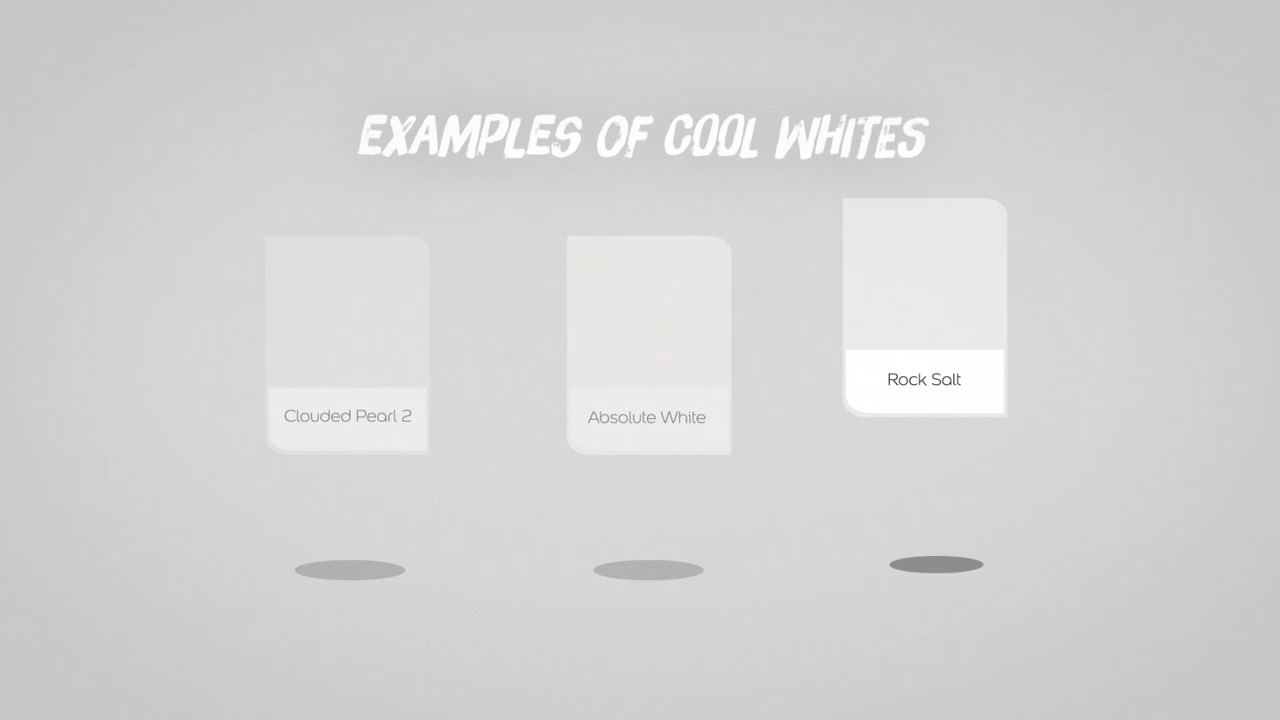 EXAMPLES OF COOL WHITES
Clouded Pearl 2
Absolute White
Rock Salt